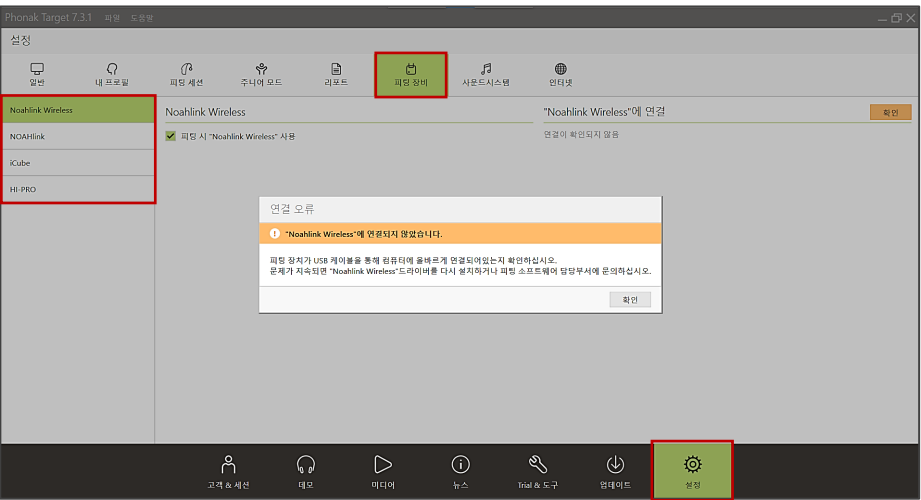 Phonak Target 7.3.1 파일 도움말
설정
일반 내 프로필 피팅 세션 주니어 모드 리포트 피팅 장비 사운드시스템 인터넷
Noahlink Wireless
NOAHlink
iCube
HI-PRO
Noahlink Wireless
피팅 시 "Noahlink Wireless" 사용
"Noahlink Wireless"에 연결
확인
연결이 확인되지 않음
연결 오류
"Noahlink Wireless"에 연결되지 않았습니다.
피팅 장치가 USB 케이블을 통해 컴퓨터에 올바르게 연결되어있는지 확인하십시오.
문제가 지속되면 "Noahlink Wireless"드라이버를 다시 설치하거나 피팅 소프트웨어 담당부서에 문의하십시오.
확인
고객 & 세션 데모 미디어 뉴스 Trial & 도구 업데이트 설정